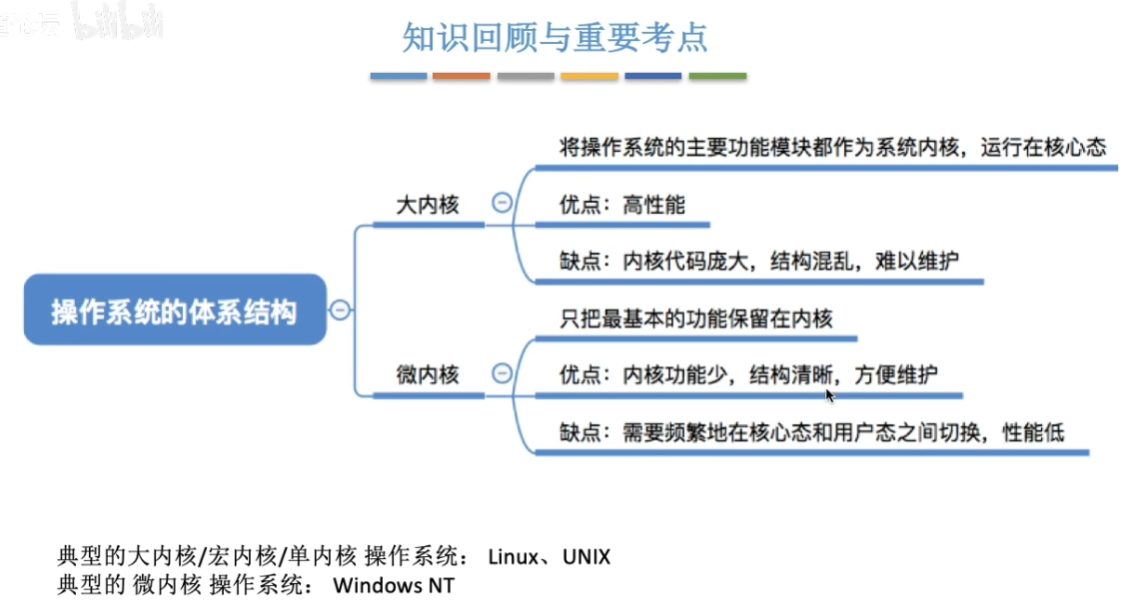 bilibili
知识回顾与重要考点
操作系统的体系结构
大内核
将操作系统的主要功能模块都作为系统内核，运行在核心态
优点：高性能
缺点：内核代码庞大，结构混乱，难以维护
微内核
只把最基本的功能保留在内核
优点：内核功能少，结构清晰，方便维护
缺点：需要频繁地在核心态和用户态之间切换，性能低
典型的大内核/宏内核/单内核 操作系统： Linux、UNIX
典型的 微内核 操作系统： Windows NT